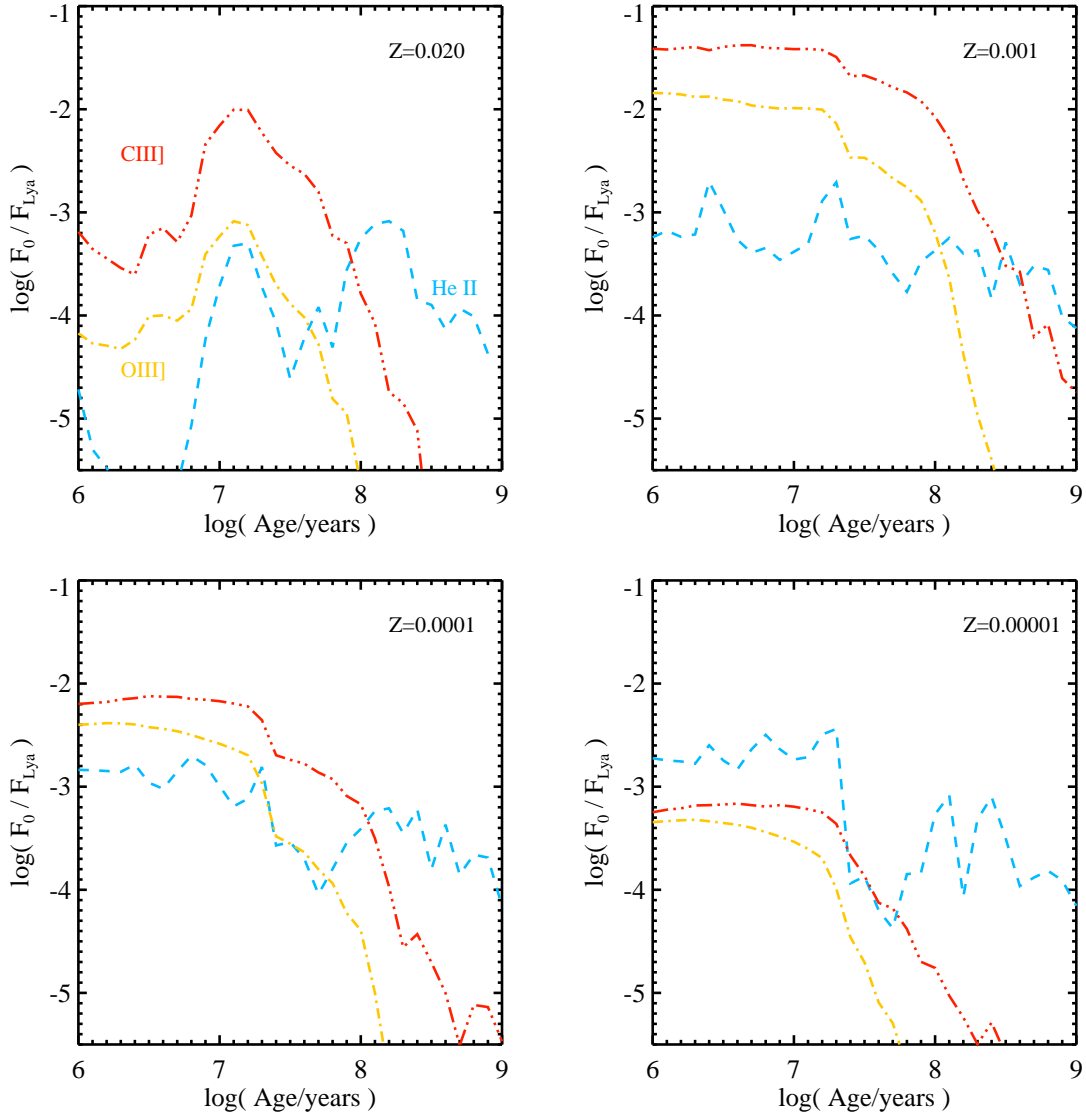 -1
-2
-3
-4
-5
log( F0 / FLya )
Z=0.020
CIII]
He II
OIII]
6 7 8 9
log( Age/years )
-1
-2
-3
-4
-5
log( F0 / FLya )
Z=0.001
6 7 8 9
log( Age/years )
-1
-2
-3
-4
-5
log( F0 / FLya )
Z=0.0001
6 7 8 9
log( Age/years )
-1
-2
-3
-4
-5
log( F0 / FLya )
Z=0.00001
6 7 8 9
log( Age/years )